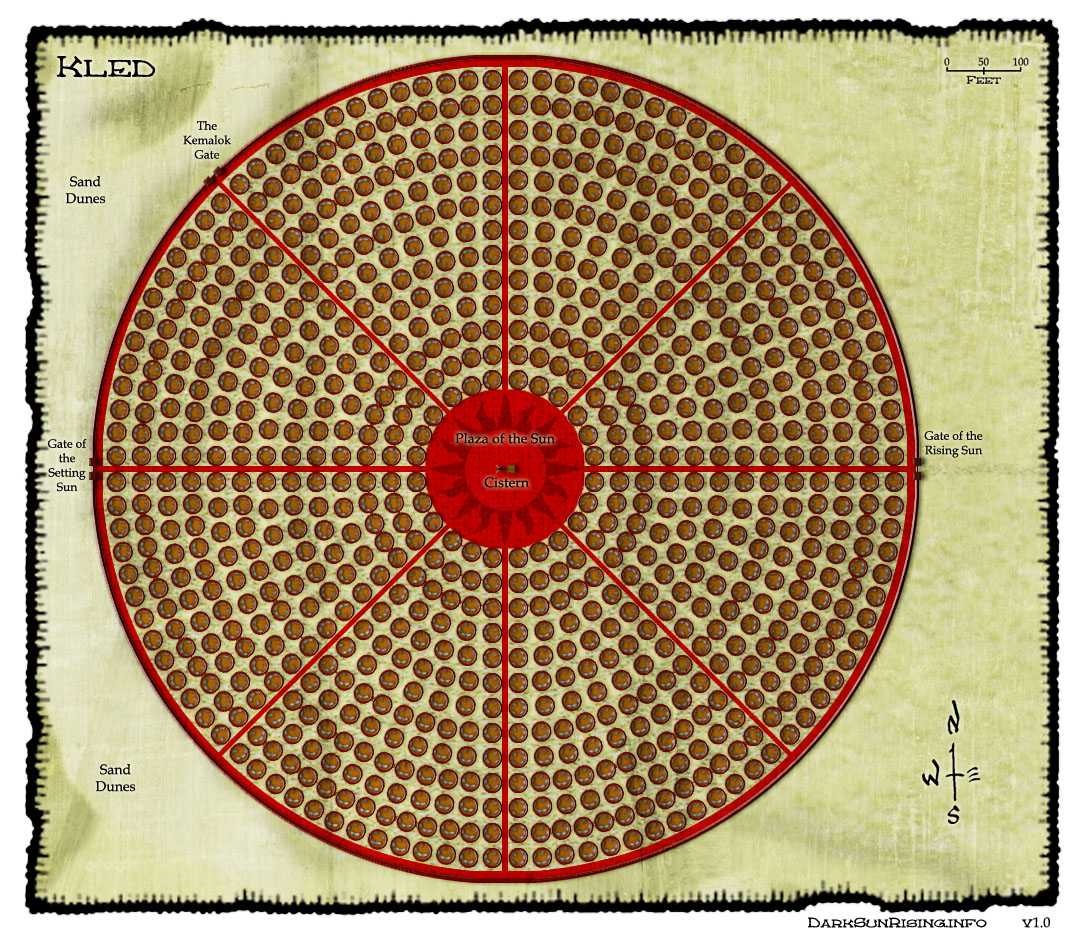 Kled
0 50 100
Feet
The
Kemalok
Gate
Sand
Dunes
Gate of
the
Setting
Sun
Plaza of the Sun
Cistern
Gate of the
Rising Sun
Sand
Dunes
N
W E
S
DarkSunRising.info v1.0